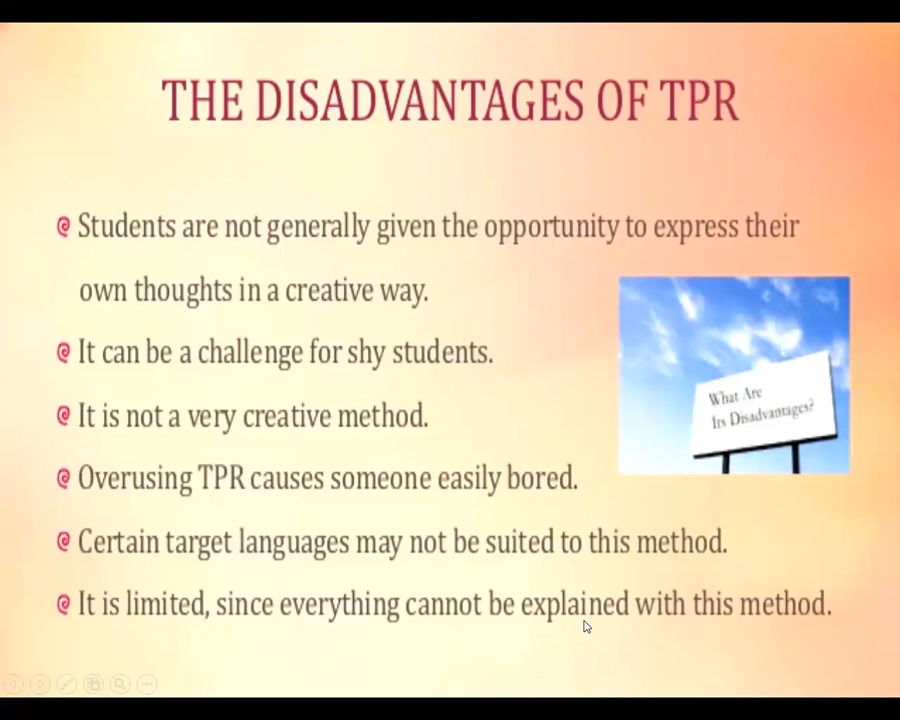 THE DISADVANTAGES OF TPR
Students are not generally given the opportunity to express their
own thoughts in a creative way.
It can be a challenge for shy students.
It is not a very creative method.
Overusing TPR causes someone easily bored.
Certain target languages may not be suited to this method.
It is limited, since everything cannot be explained with this method.
What Are
Its Disadvantages?